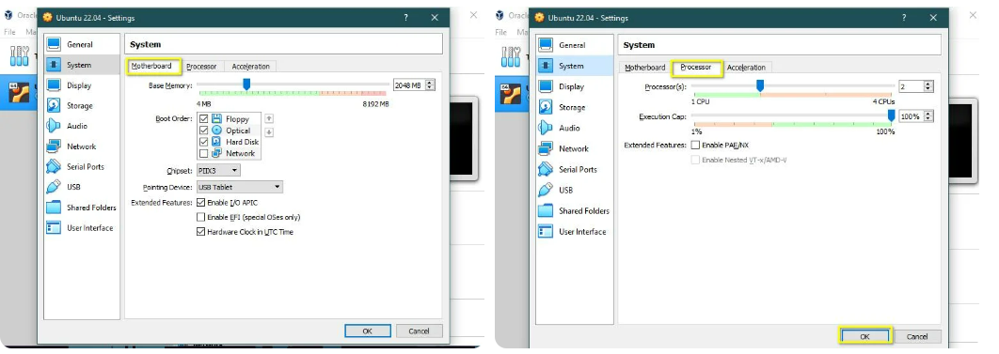 Oracle
Ubuntu 22.04 - Settings
File
General
System
Display
Storage
Audio
Network
Serial Ports
USB
Shared Folders
User Interface
System
Motherboard Processor Acceleration
Base Memory: 2048 MB
4 MB 8192 MB
Boot Order: Floppy
Optical
Hard Disk
Network
Chipset: PIIX3
Pointing Device: USB Tablet
Extended Features: Enable I/O APIC
Enable EFI (special OSes only)
Hardware Clock in UTC Time
OK Cancel
Ubuntu 22.04 - Settings
File
General
System
Display
Storage
Audio
Network
Serial Ports
USB
Shared Folders
User Interface
System
Motherboard Processor Acceleration
Processor(s): 2
1 CPU 4 CPUs
Execution Cap: 100%
1% 100%
Extended Features: Enable PAE/NX
Enable Nested VT-x/AMD-V
OK Cancel